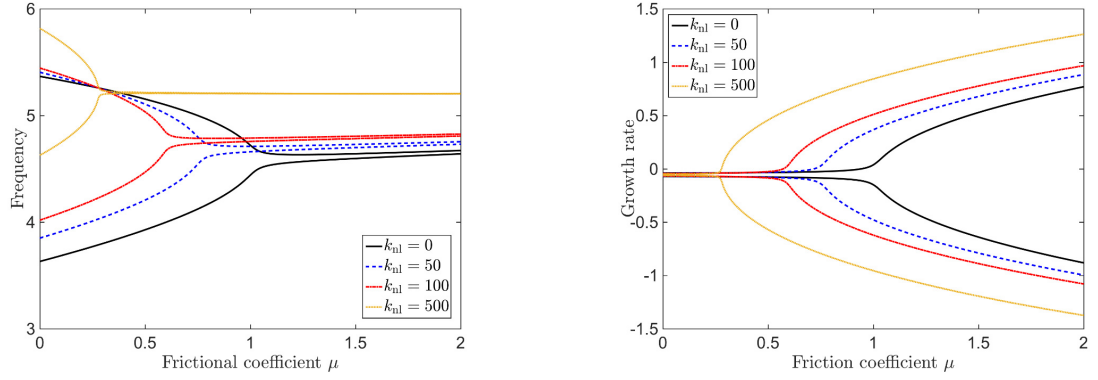 6
5
4
3
Frequency
0
0.5
1
1.5
2
Frictional coefficient μ
k_nl = 0
k_nl = 50
k_nl = 100
k_nl = 500
1.5
1
0.5
0
-0.5
-1
-1.5
Growth rate
0
0.5
1
1.5
2
Friction coefficient μ
k_nl = 0
k_nl = 50
k_nl = 100
k_nl = 500